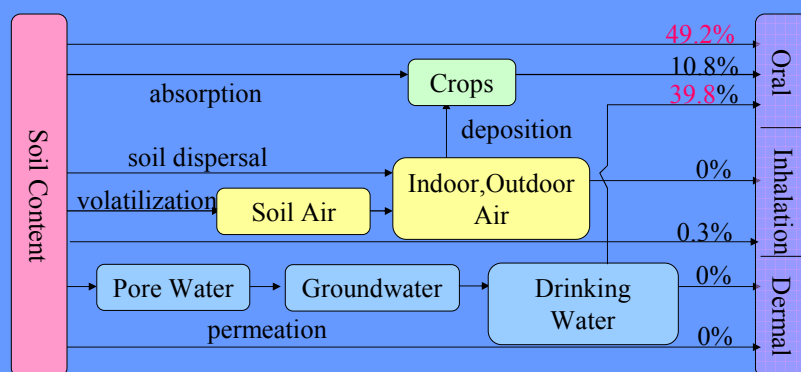 Soil Content
49.2%
10.8%
39.8%
absorption
Crops
deposition
soil dispersal
Indoor,Outdoor
Air
0%
volatilization
Soil Air
0.3%
Pore Water
Groundwater
Drinking
Water
0%
permeation
0%
Oral
Inhalation
Dermal